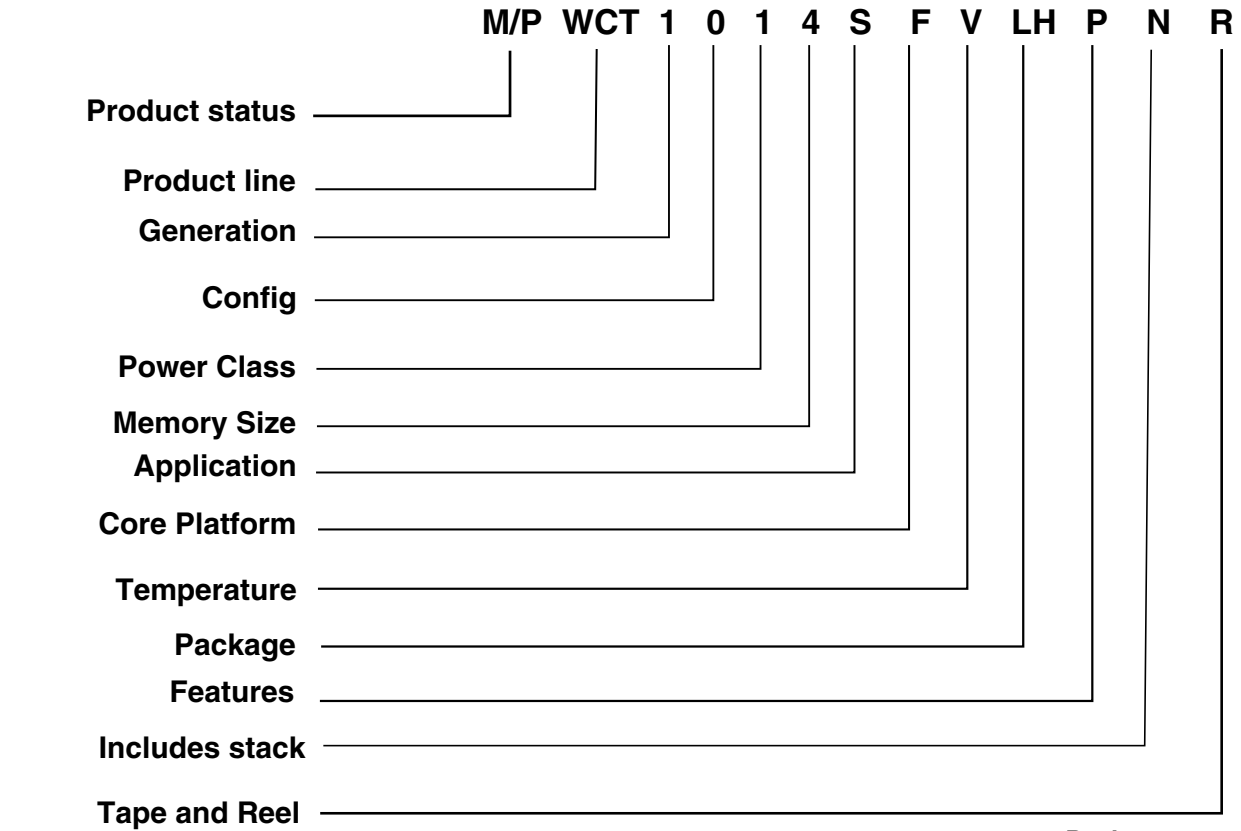 M/P WCT 1 0 1 4 S F V LH P N R
Product status
Product line
Generation
Config
Power Class
Memory Size
Application
Core Platform
Temperature
Package
Features
Includes stack
Tape and Reel